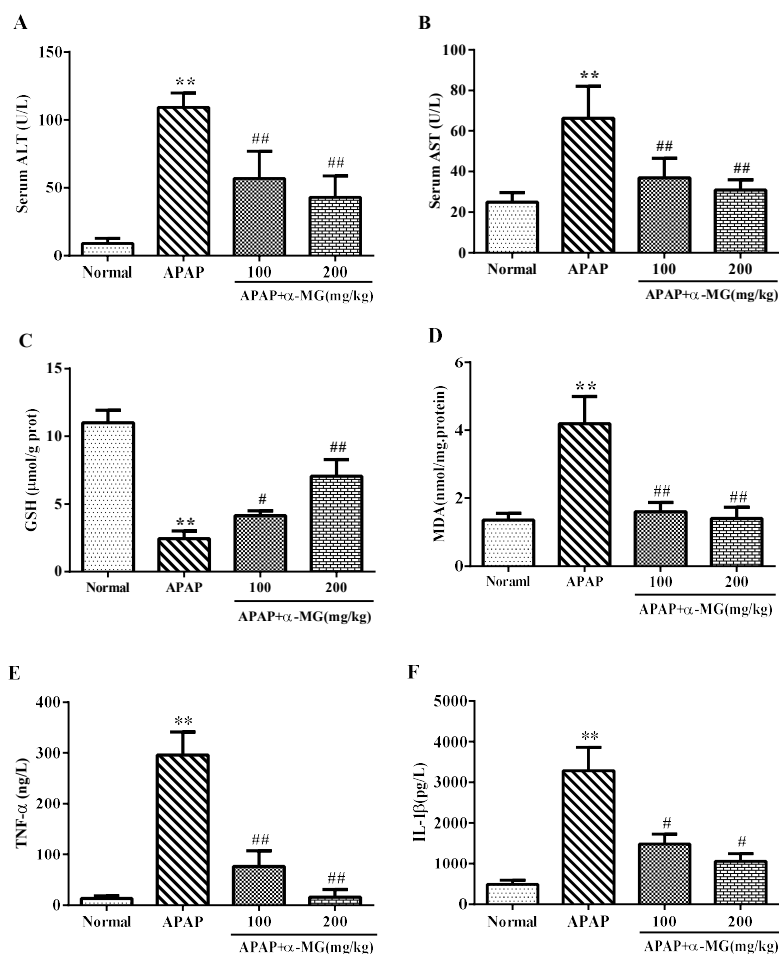 A
Serum ALT (U/L)
150
100
50
0
**
##
##
Normal
APAP
100
200
APAP+α-MG(mg/kg)
B
Serum AST (U/L)
100
80
60
40
20
0
**
##
##
Normal
APAP
100
200
APAP+α-MG(mg/kg)
C
GSH (μmol/g prot)
15
10
5
0
**
#
##
Normal
APAP
100
200
APAP+α-MG(mg/kg)
D
MDA(nmol/mg.protein)
6
4
2
0
**
##
##
Noraml
APAP
100
200
APAP+α-MG(mg/kg)
E
TNF-α (ng/L)
400
300
200
100
0
**
##
##
Normal
APAP
100
200
APAP+α-MG(mg/kg)
F
IL-1β(pg/L)
5000
4000
3000
2000
1000
0
**
#
#
Normal
APAP
100
200
APAP+α-MG(mg/kg)